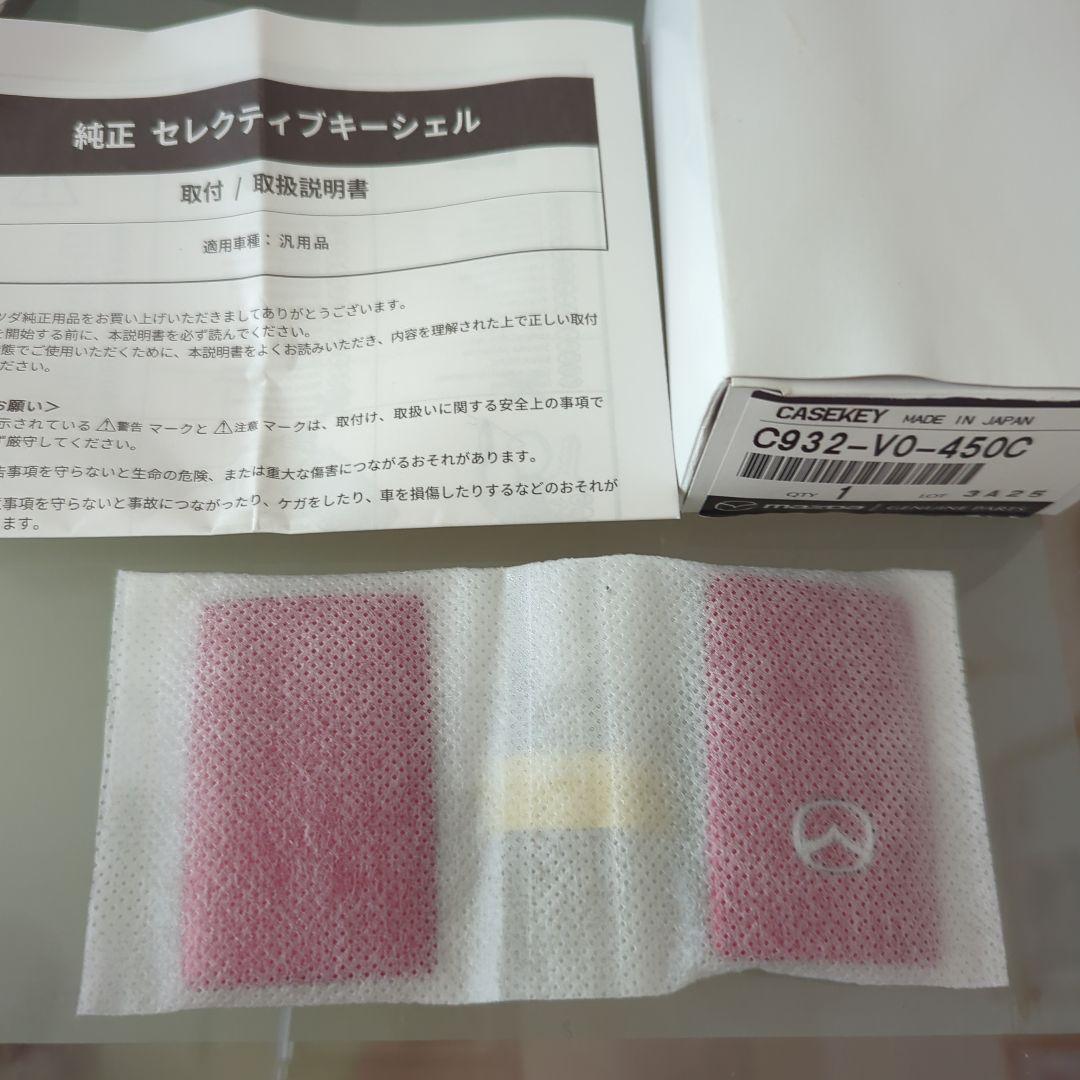 純正 セレクティブキーシェル
取付 / 取扱説明書
適用車種：汎用品
ツダ純正用品をお買い上げいただきましてありがとうございます。
を開始する前に、本説明書を必ず読んでください。
態でご使用いただくために、本説明書をよくお読みいただき、内容を理解された上で正しい取付
ださい。
お願い＞
示されている⚠警告 マークと ⚠注意 マークは、取付け、取扱いに関する安全上の事項で
ず厳守してください。
告事項を守らないと生命の危険、または重大な傷害につながるおそれがあります。
事項を守らないと事故につながったり、ケガをしたり、車を損傷したりするなどのおそれが
ます。
CASEKEY MADE IN JAPAN
C932-V0-450C
QTY 1 LOT 3A25
mazda | GENUINE PARTS